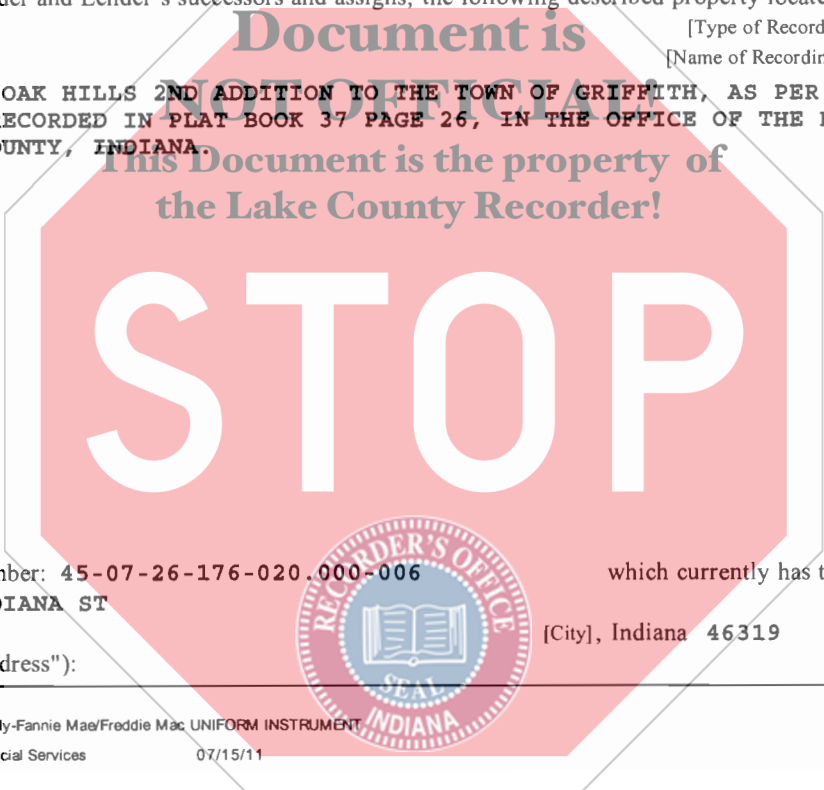 der and Lender's successors and assigns, the following described property locate
Document is
[Type of Record
[Name of Recordin
NOT OFFICIAL!
OAK HILLS 2ND ADDITION TO THE TOWN OF GRIFFITH, AS PER
RECORDED IN PLAT BOOK 37 PAGE 26, IN THE OFFICE OF THE
OUNTY, INDIANA.
This Document is the property of
the Lake County Recorder!
STOP
RECORDER'S OFFICE
SEAL
INDIANA
mber: 45-07-26-176-020.000-006 which currently has t
DIANA ST
[City], Indiana 46319
dress"):
ly-Fannie Mae/Freddie Mac UNIFORM INSTRUMENT
cial Services 07/15/11